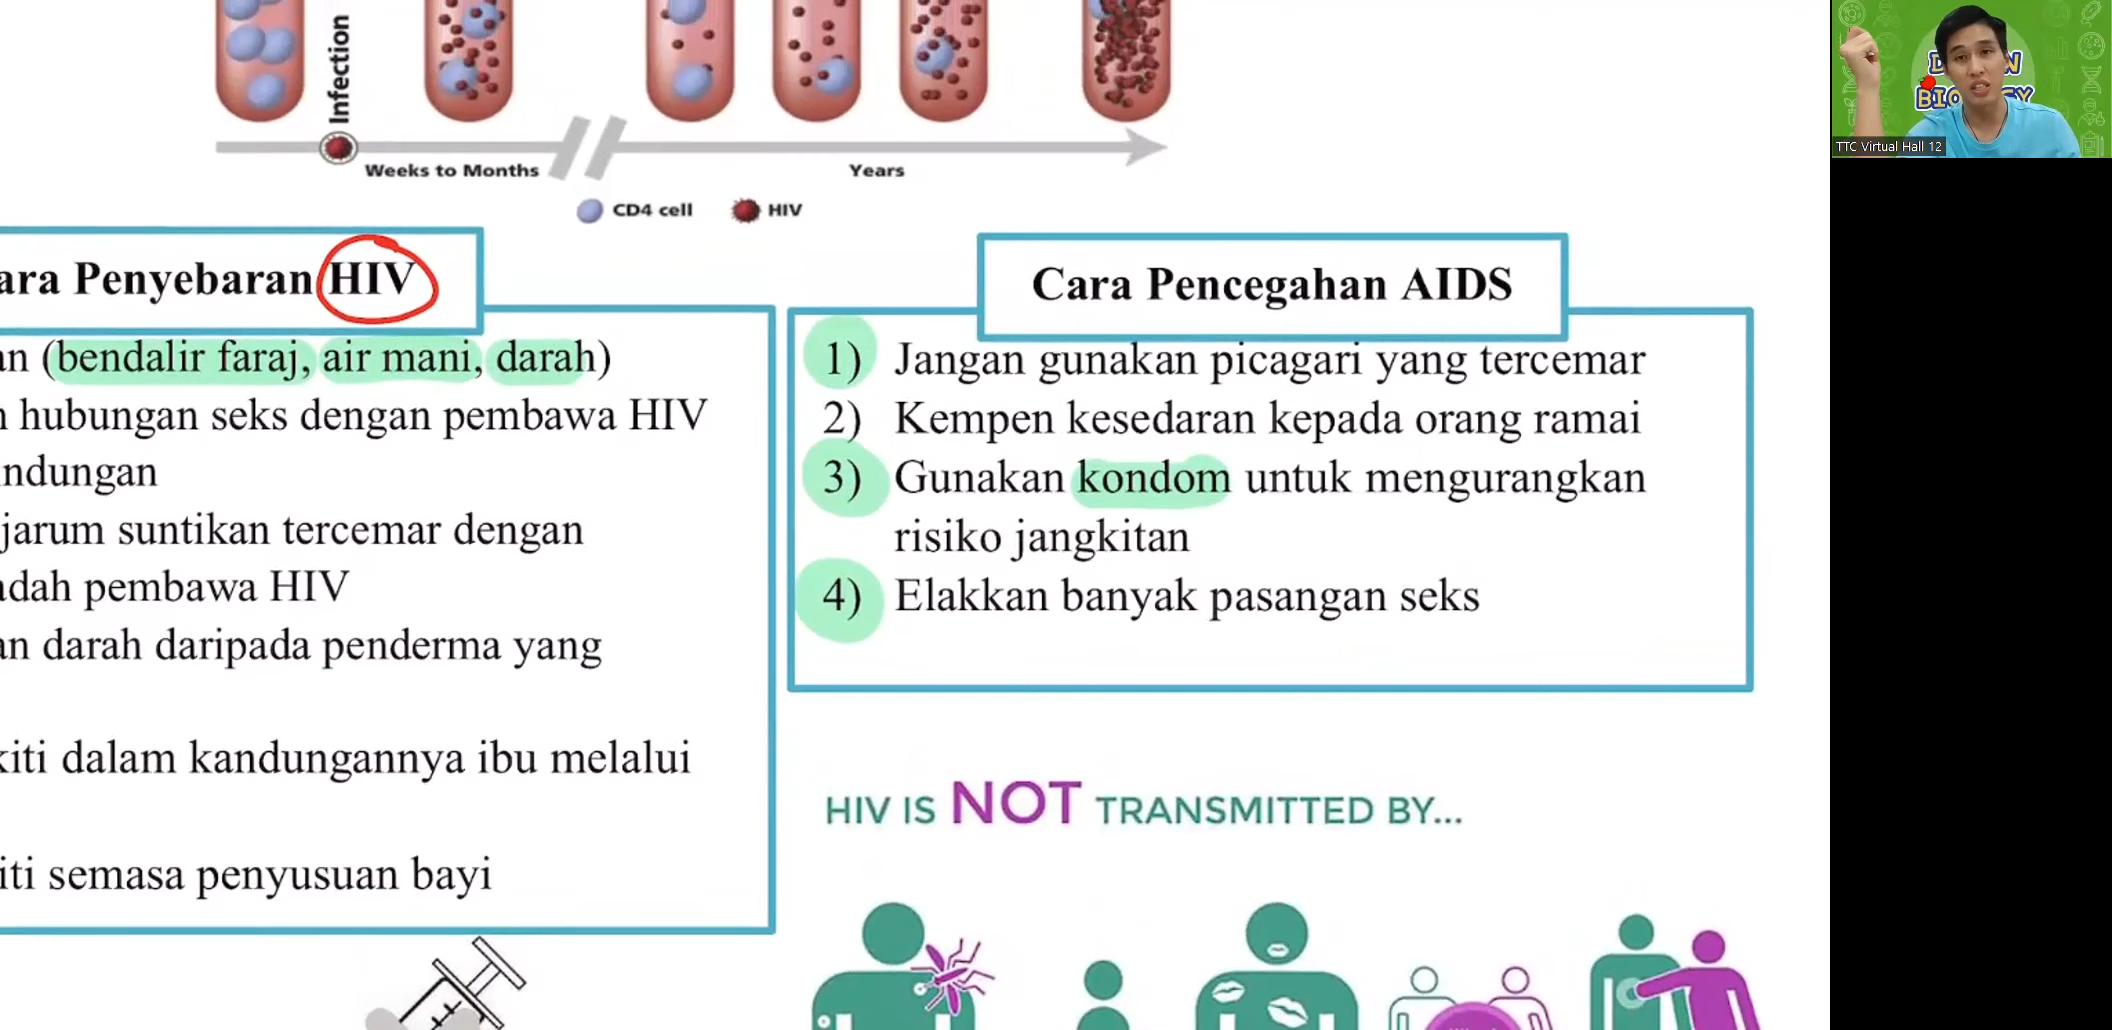 Infection
Weeks to Months
Years
CD4 cell
HIV
ara Penyebaran HIV
an (bendalir faraj, air mani, darah)
hubungan seks dengan pembawa HIV
ndungan
jarum suntikan tercemar dengan
adah pembawa HIV
an darah daripada penderma yang
kiti dalam kandungannya ibu melalui
iti semasa penyusuan bayi
Cara Pencegahan AIDS
1) Jangan gunakan picagari yang tercemar
2) Kempen kesedaran kepada orang ramai
3) Gunakan kondom untuk mengurangkan
risiko jangkitan
4) Elakkan banyak pasangan seks
HIV IS NOT TRANSMITTED BY...
TTC Virtual Hall 12